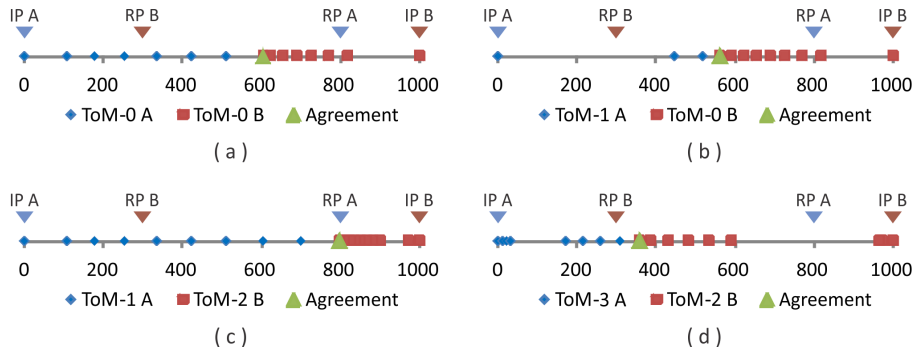 IP A RP B RP A IP B
0 200 400 600 800 1000
ToM-0 A ToM-0 B Agreement
( a )
IP A RP B RP A IP B
0 200 400 600 800 1000
ToM-1 A ToM-0 B Agreement
( b )
IP A RP B RP A IP B
0 200 400 600 800 1000
ToM-1 A ToM-2 B Agreement
( c )
IP A RP B RP A IP B
0 200 400 600 800 1000
ToM-3 A ToM-2 B Agreement
( d )